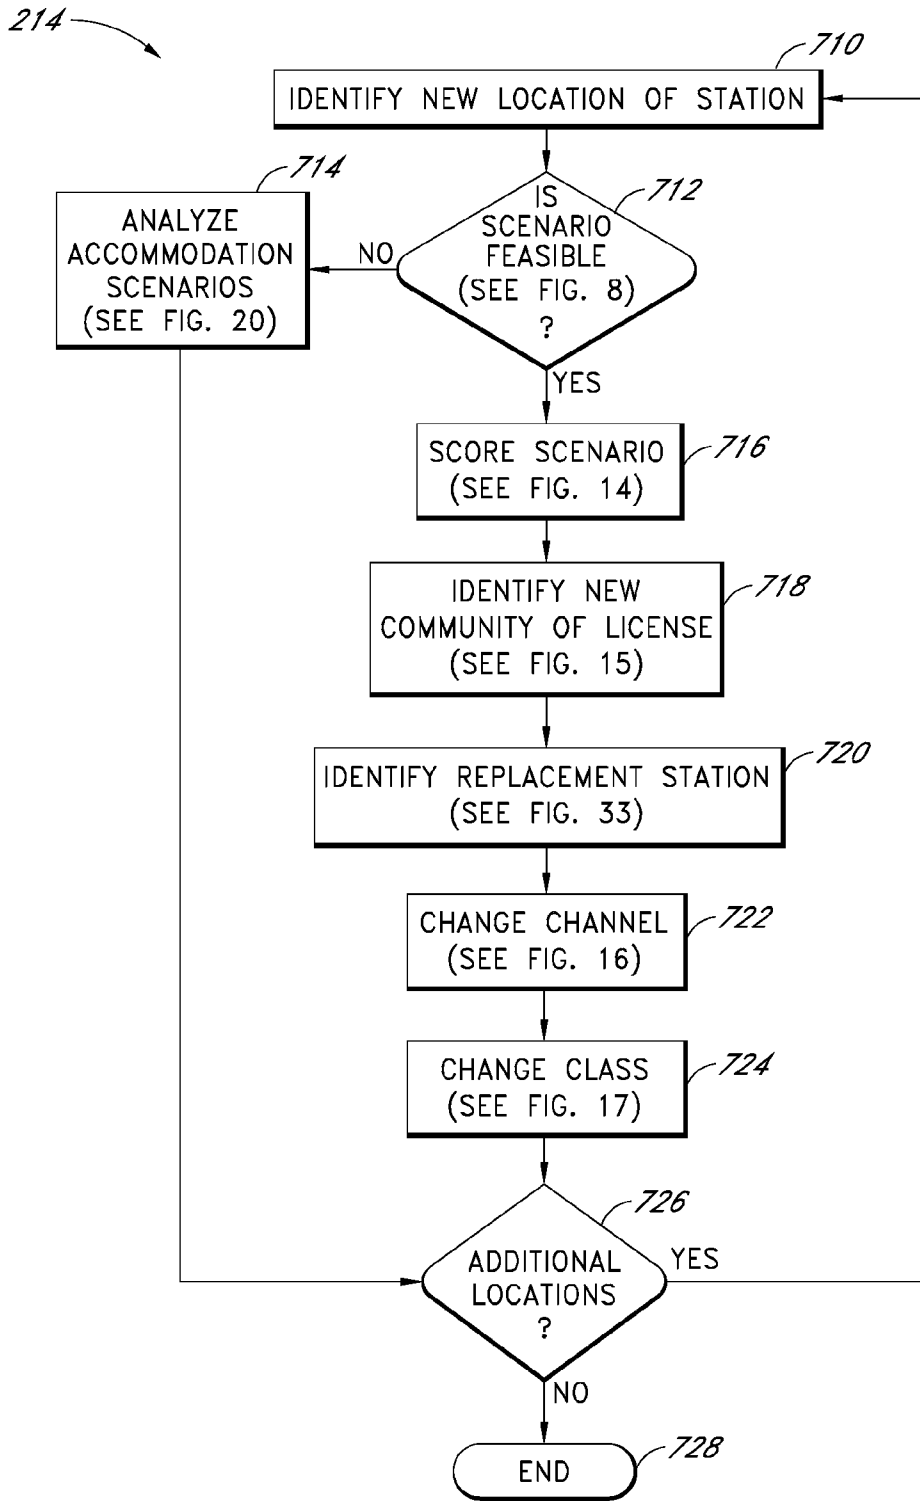 214
710
IDENTIFY NEW LOCATION OF STATION
714
ANALYZE
ACCOMMODATION
SCENARIOS
(SEE FIG. 20)
NO
712
IS
SCENARIO
FEASIBLE
(SEE FIG. 8)
?
YES
716
SCORE SCENARIO
(SEE FIG. 14)
718
IDENTIFY NEW
COMMUNITY OF LICENSE
(SEE FIG. 15)
720
IDENTIFY REPLACEMENT STATION
(SEE FIG. 33)
722
CHANGE CHANNEL
(SEE FIG. 16)
724
CHANGE CLASS
(SEE FIG. 17)
726
ADDITIONAL
LOCATIONS
?
YES
NO
728
END